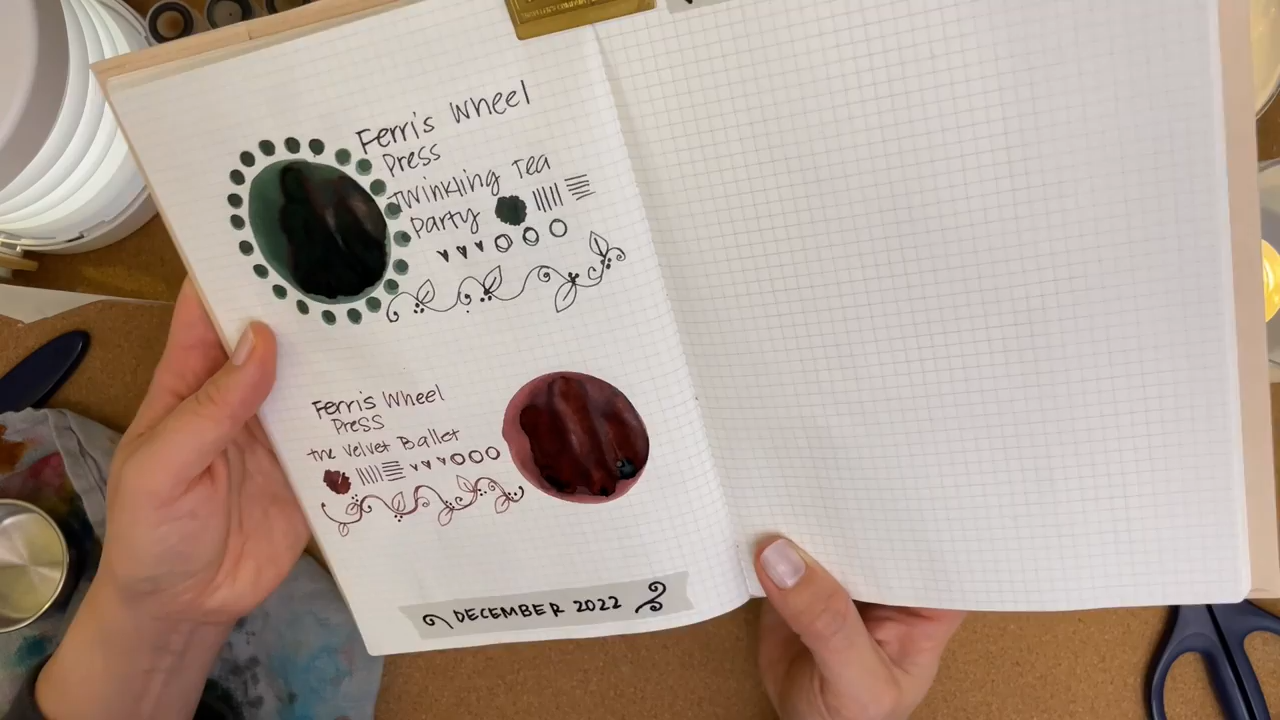 Ferris Wheel
Press
Twinkling Tea
Party
Ferris Wheel
Press
the Velvet Ballet
DECEMBER 2022